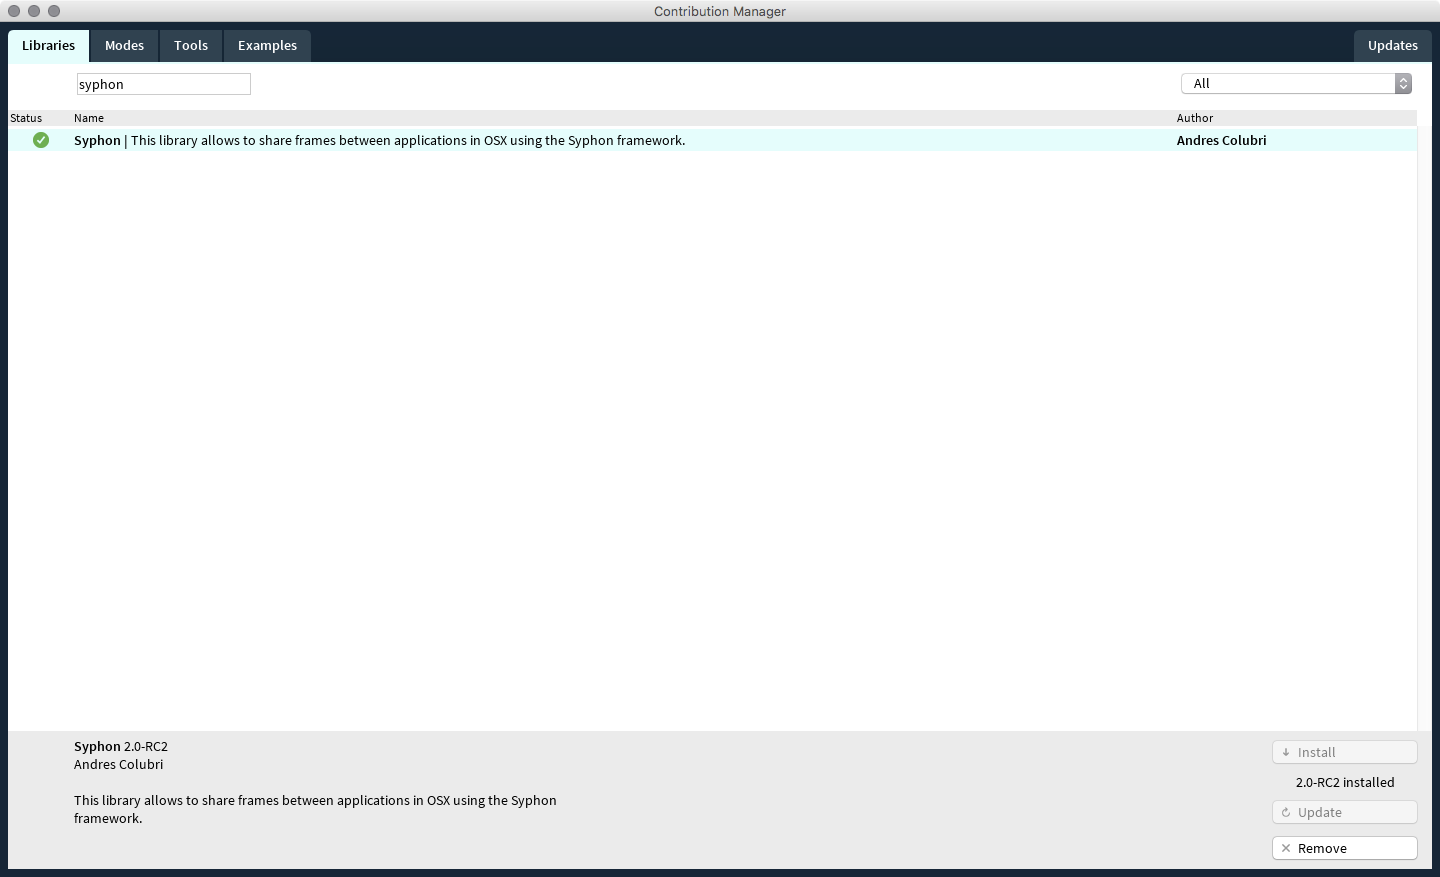 Contribution Manager
Libraries Modes Tools Examples Updates
syphon All
Status Name Author
Syphon | This library allows to share frames between applications in OSX using the Syphon framework. Andres Colubri
Syphon 2.0-RC2
Andres Colubri
This library allows to share frames between applications in OSX using the Syphon
framework.
Install
2.0-RC2 installed
Update
Remove